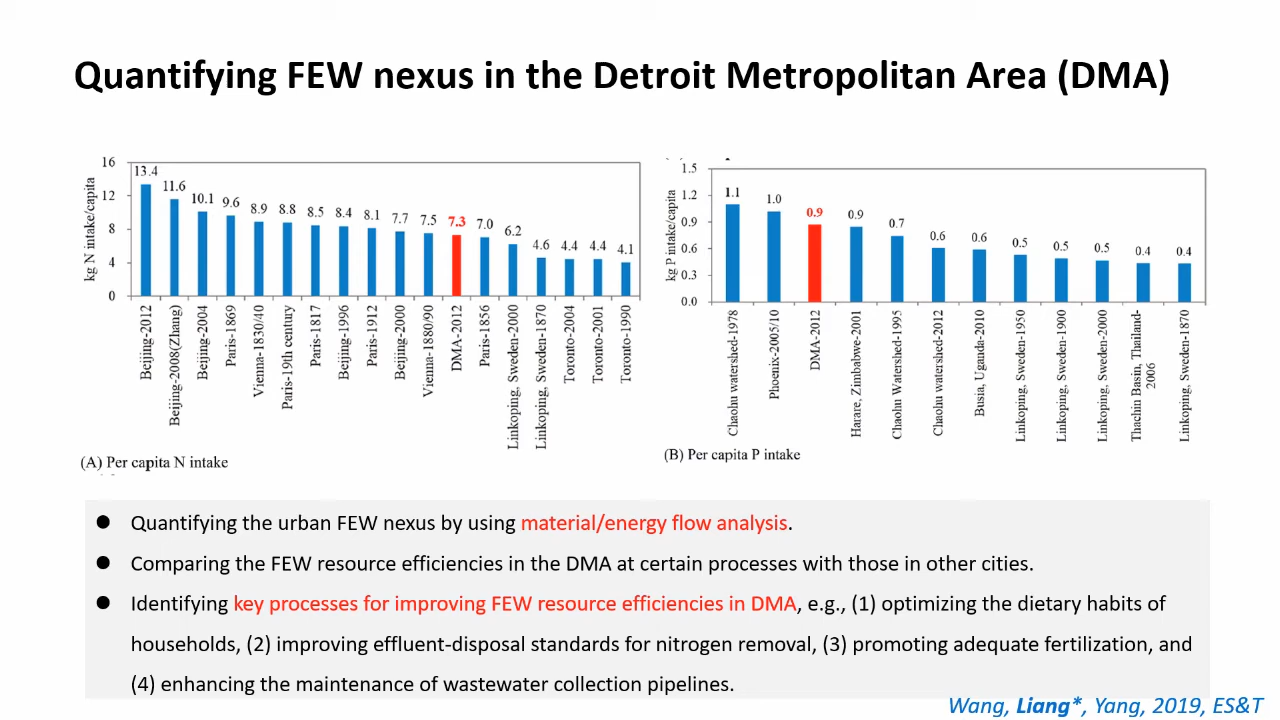 Quantifying FEW nexus in the Detroit Metropolitan Area (DMA)
kg N intake/capita
16
12
8
4
0
13.4
11.6
10.1
9.6
8.9
8.8
8.5
8.4
8.1
7.7
7.5
7.3
7.0
6.2
4.6
4.4
4.4
4.1
Beijing-2012
Beijing-2008(Zhang)
Beijing-2004
Paris-1869
Vienna-1830/40
Paris-19th century
Paris-1817
Beijing-1996
Paris-1912
Beijing-2000
Vienna-1880/90
DMA-2012
Paris-1856
Linkoping, Sweden-2000
Linkoping, Sweden-1870
Toronto-2004
Toronto-2001
Toronto-1990
(A) Per capita N intake
kg P intake/capita
1.5
1.2
0.9
0.6
0.3
0.0
1.1
1.0
0.9
0.9
0.7
0.6
0.6
0.5
0.5
0.5
0.4
0.4
Chaohu watershed-1978
Phoenix-2005/10
DMA-2012
Harare, Zimbabwe-2001
Chaohu Watershed-1995
Chaohu watershed-2012
Busia, Uganda-2010
Linkoping, Sweden-1950
Linkoping, Sweden-1900
Linkoping, Sweden-2000
Thachin Basin, Thailand-
2006
Linkoping, Sweden-1870
(B) Per capita P intake
● Quantifying the urban FEW nexus by using material/energy flow analysis.
● Comparing the FEW resource efficiencies in the DMA at certain processes with those in other cities.
● Identifying key processes for improving FEW resource efficiencies in DMA, e.g., (1) optimizing the dietary habits of
households, (2) improving effluent-disposal standards for nitrogen removal, (3) promoting adequate fertilization, and
(4) enhancing the maintenance of wastewater collection pipelines.
Wang, Liang*, Yang, 2019, ES&T